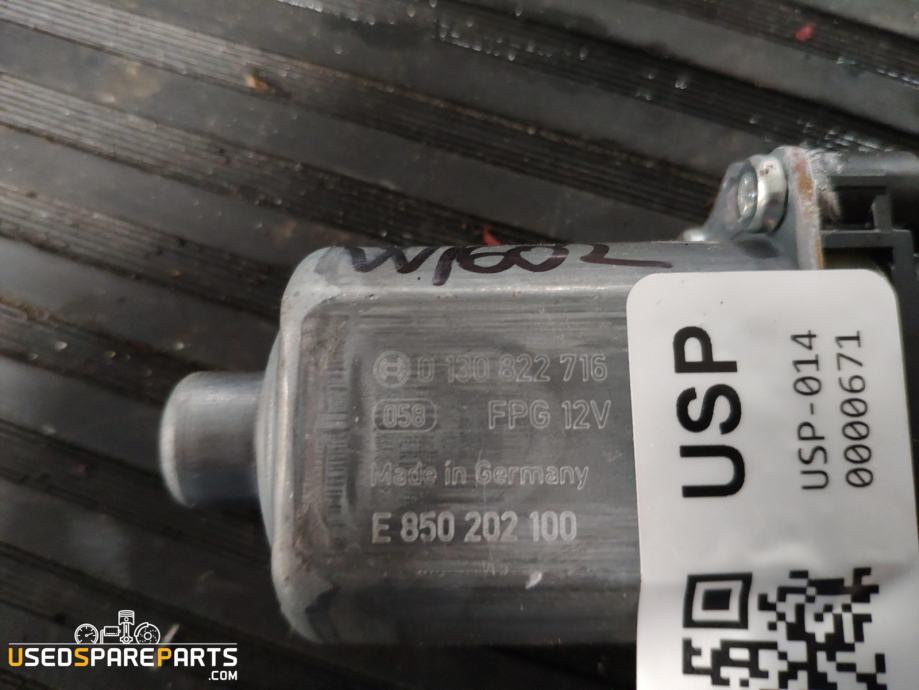 W1602
0 130 822 716
058 FPG 12V
Made in Germany
E 850 202 100
USP
USP-014
0000671
USEDSPAREPARTS
.COM